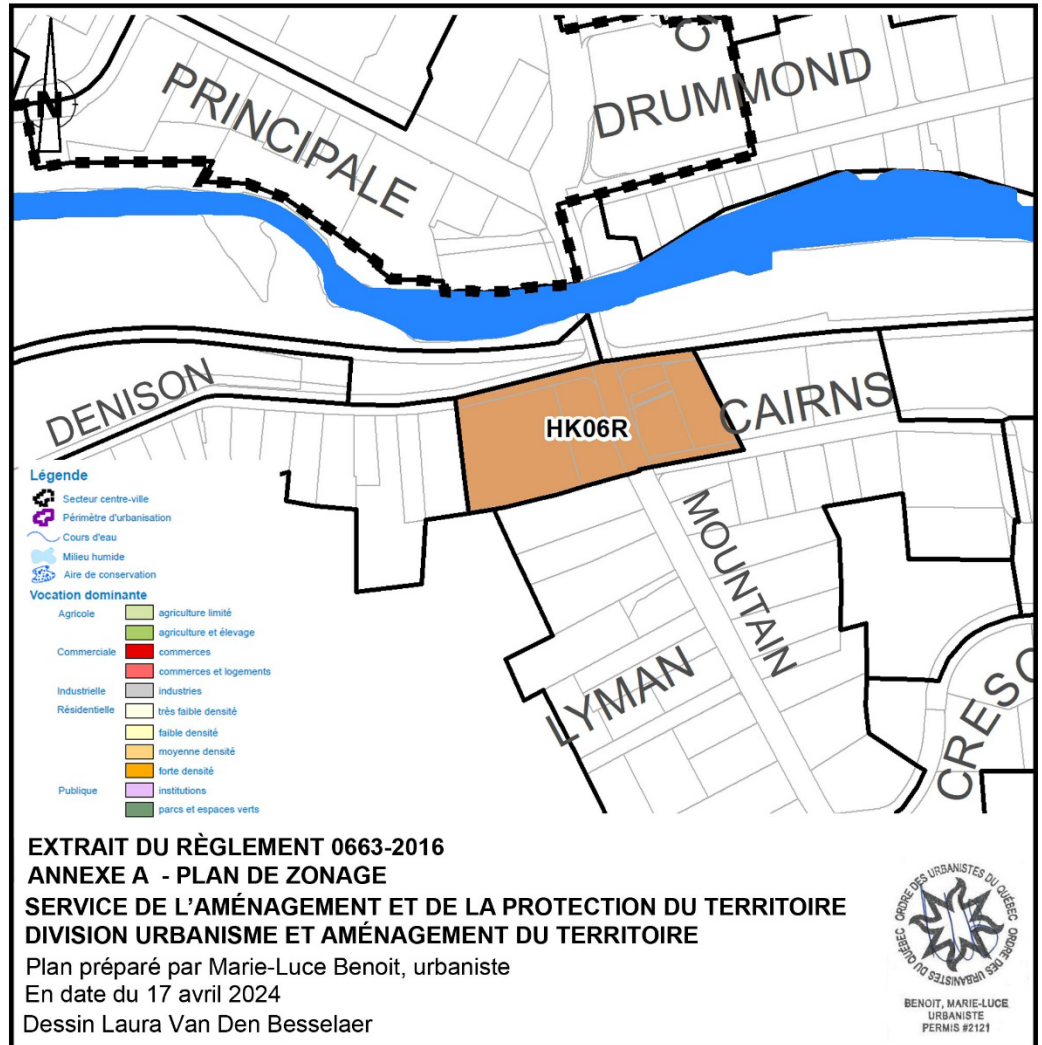 N
PRINCIPALE
DRUMMOND
DENISON
HK06R
CAIRNS
MOUNTAIN
LYMAN
CRESC
Légende
Secteur centre-ville
Périmètre d'urbanisation
Cours d'eau
Milieu humide
Aire de conservation
Vocation dominante
Agricole agriculture limité
agriculture et élevage
Commerciale commerces
commerces et logements
Industrielle industries
Résidentielle très faible densité
faible densité
moyenne densité
forte densité
Publique institutions
parcs et espaces verts
EXTRAIT DU RÈGLEMENT 0663-2016
ANNEXE A - PLAN DE ZONAGE
SERVICE DE L'AMÉNAGEMENT ET DE LA PROTECTION DU TERRITOIRE
DIVISION URBANISME ET AMÉNAGEMENT DU TERRITOIRE
Plan préparé par Marie-Luce Benoit, urbaniste
En date du 17 avril 2024
Dessin Laura Van Den Besselaer
ORDRE DES URBANISTES DU QUÉBEC ORDRE DES URBANISTES DU QUÉBEC
BENOIT, MARIE-LUCE
URBANISTE
PERMIS #2121